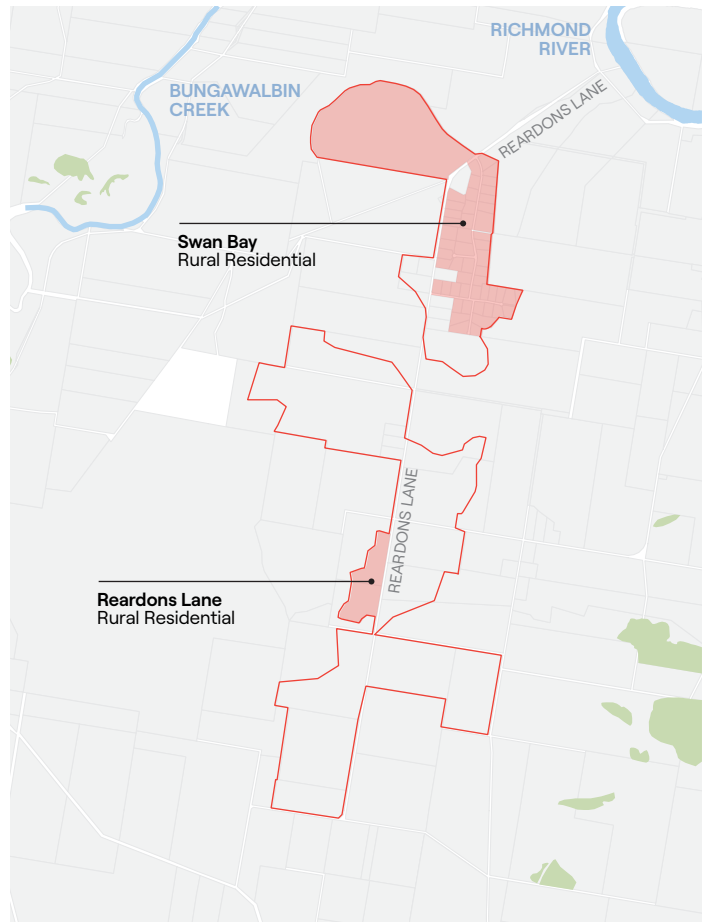 RICHMOND
RIVER
BUNGAWALBIN
CREEK
REARDONS LANE
Swan Bay
Rural Residential
REARDONS LANE
Reardons Lane
Rural Residential